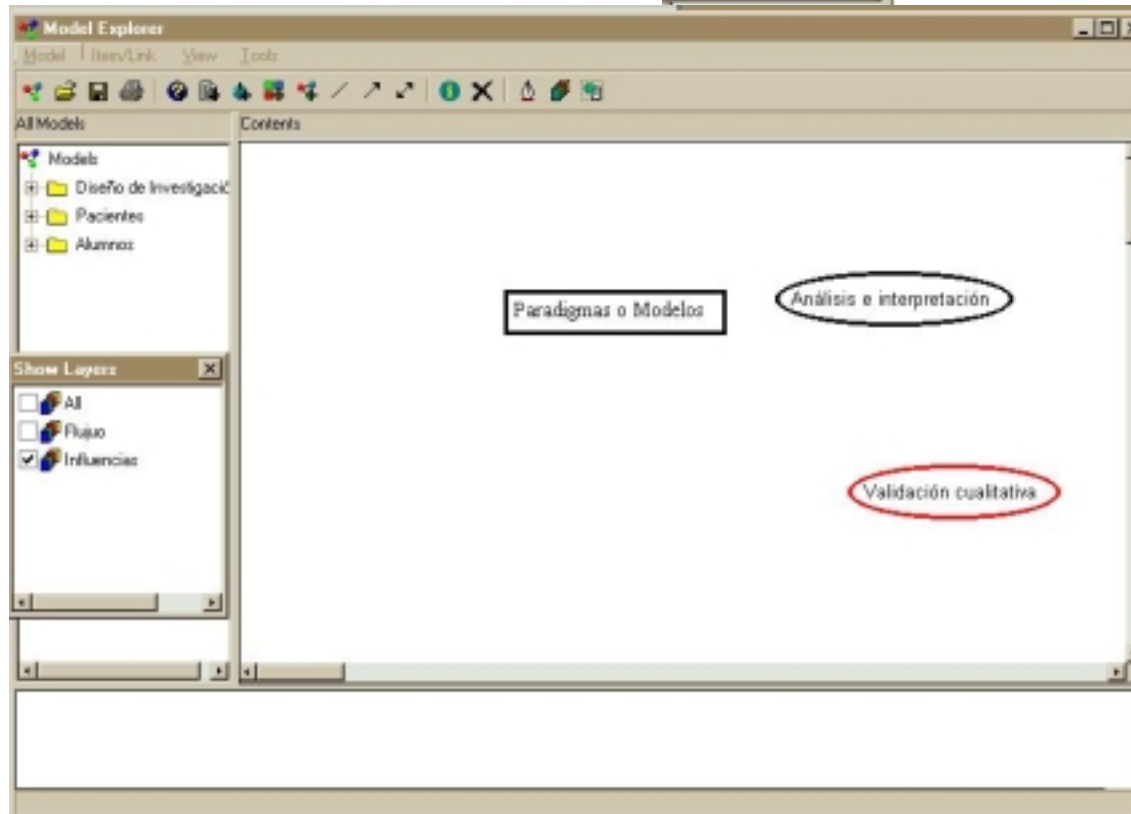 Model Explorer
Model Item/Link View Tools
All Models
Contents
Models
Diseño de Investigació
Pacientes
Alumnos
Paradigmas o Modelos
Análisis e interpretación
Show Layers
All
Flujuo
Influencias
Validación cualitativa